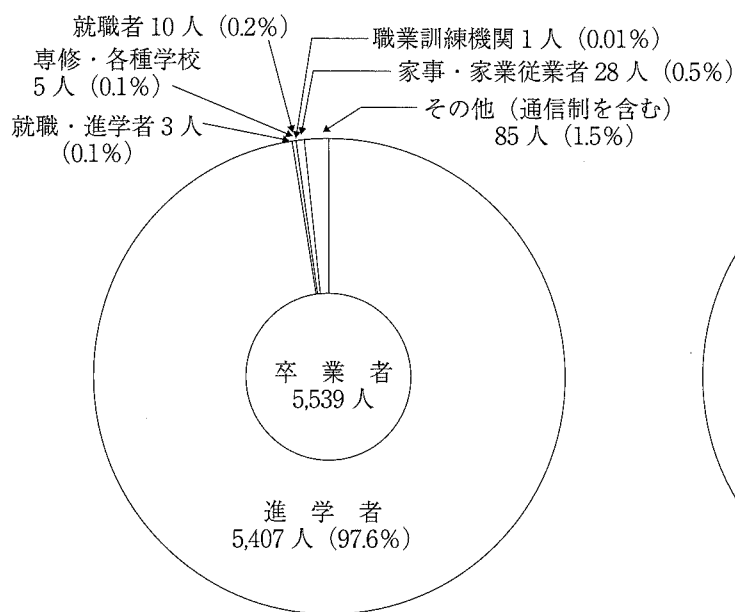 就職者 10 人 (0.2%)
専修・各種学校
5 人 (0.1%)
就職・進学者 3 人
(0.1%)
職業訓練機関 1 人 (0.01%)
家事・家業従業者 28 人 (0.5%)
その他 (通信制を含む)
85 人 (1.5%)
卒 業 者
5,539 人
進 学 者
5,407 人 (97.6%)